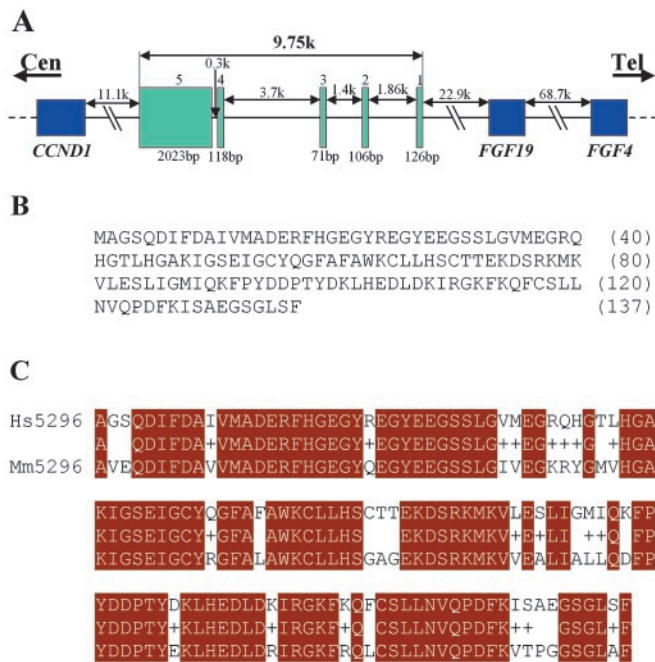 A
9.75k
Cen
Tel
0.3k
11.1k
5
4
3.7k
3
1.4k
2
1.86k
1
22.9k
68.7k
CCND1
2023bp
118bp
71bp
106bp
126bp
FGF19
FGF4
B
MAGSQDIFDAIVMADERFHGEGYREGYEEGSSLGVMEGRQ (40)
HGTLHGAKIGSEIGCYQGFAFAWKCLLHSCTTEKDSRKMK (80)
VLESLIGMIQKFPYDDPTYDKLHEDLDKIRGKFKQFCSLL (120)
NVQPDFKISAEGSGLSF (137)
C
Hs5296 AGSQDIFDAIVMADERFHGEGYREGYEEGSSLGVMEGRQHGTLHGA
A QDIFDA+VMADERFHGEGY+EGYEEGSSLG++EG+++G +HGA
Mm5296 AVEQDIFDAVVMADERFHGEGYQEGYEEGSSLGIVEGKRYGMVHGA
KIGSEIGCYQGFAFAWKCLLHSCTTEKDSRKMKVLESLIGMIQKFP
KIGSEIGCY+GFA AWKCLLHS EKDSRKMKV+E+LI ++Q FP
KIGSEIGCYRGFALAWKCLLHSGAGEKDSRKMKVVEALIALLQDFP
YDDPTYDKLHEDLDKIRGKFKQFCSLLNVQPDFKISAEGSGLSF
YDDPTY+KLHEDLD+IRGKF+Q CSLLNVQPDFK++ GSGL F
YDDPTYEKLHEDLDRIRGKFRQLCSLLNVQPDFKVTPGGSGLAF